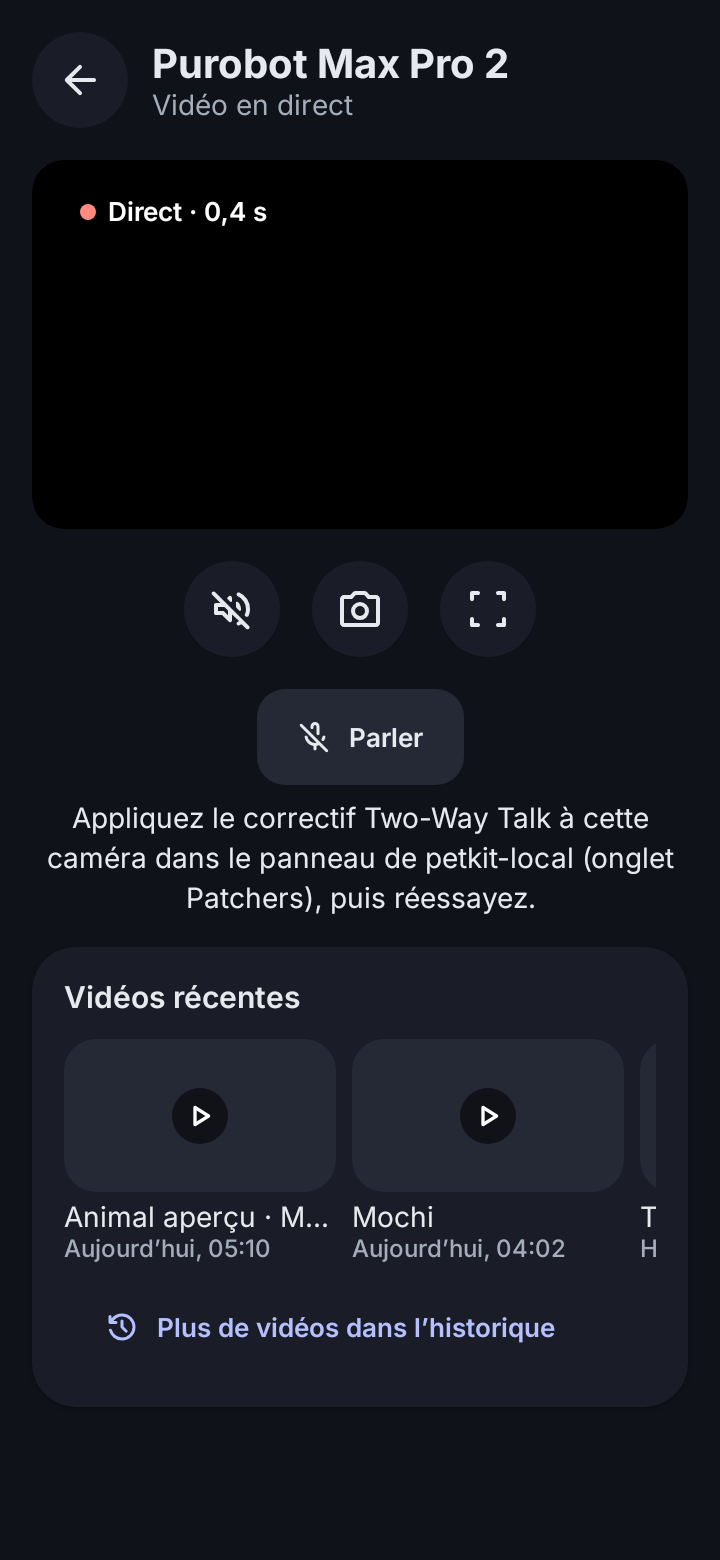 Purobot Max Pro 2
Vidéo en direct
Direct · 0,4 s
Parler
Appliquez le correctif Two-Way Talk à cette
caméra dans le panneau de petkit-local (onglet
Patchers), puis réessayez.
Vidéos récentes
Animal aperçu · M…
Mochi
T
Aujourd’hui, 05:10
Aujourd’hui, 04:02
H
Plus de vidéos dans l’historique